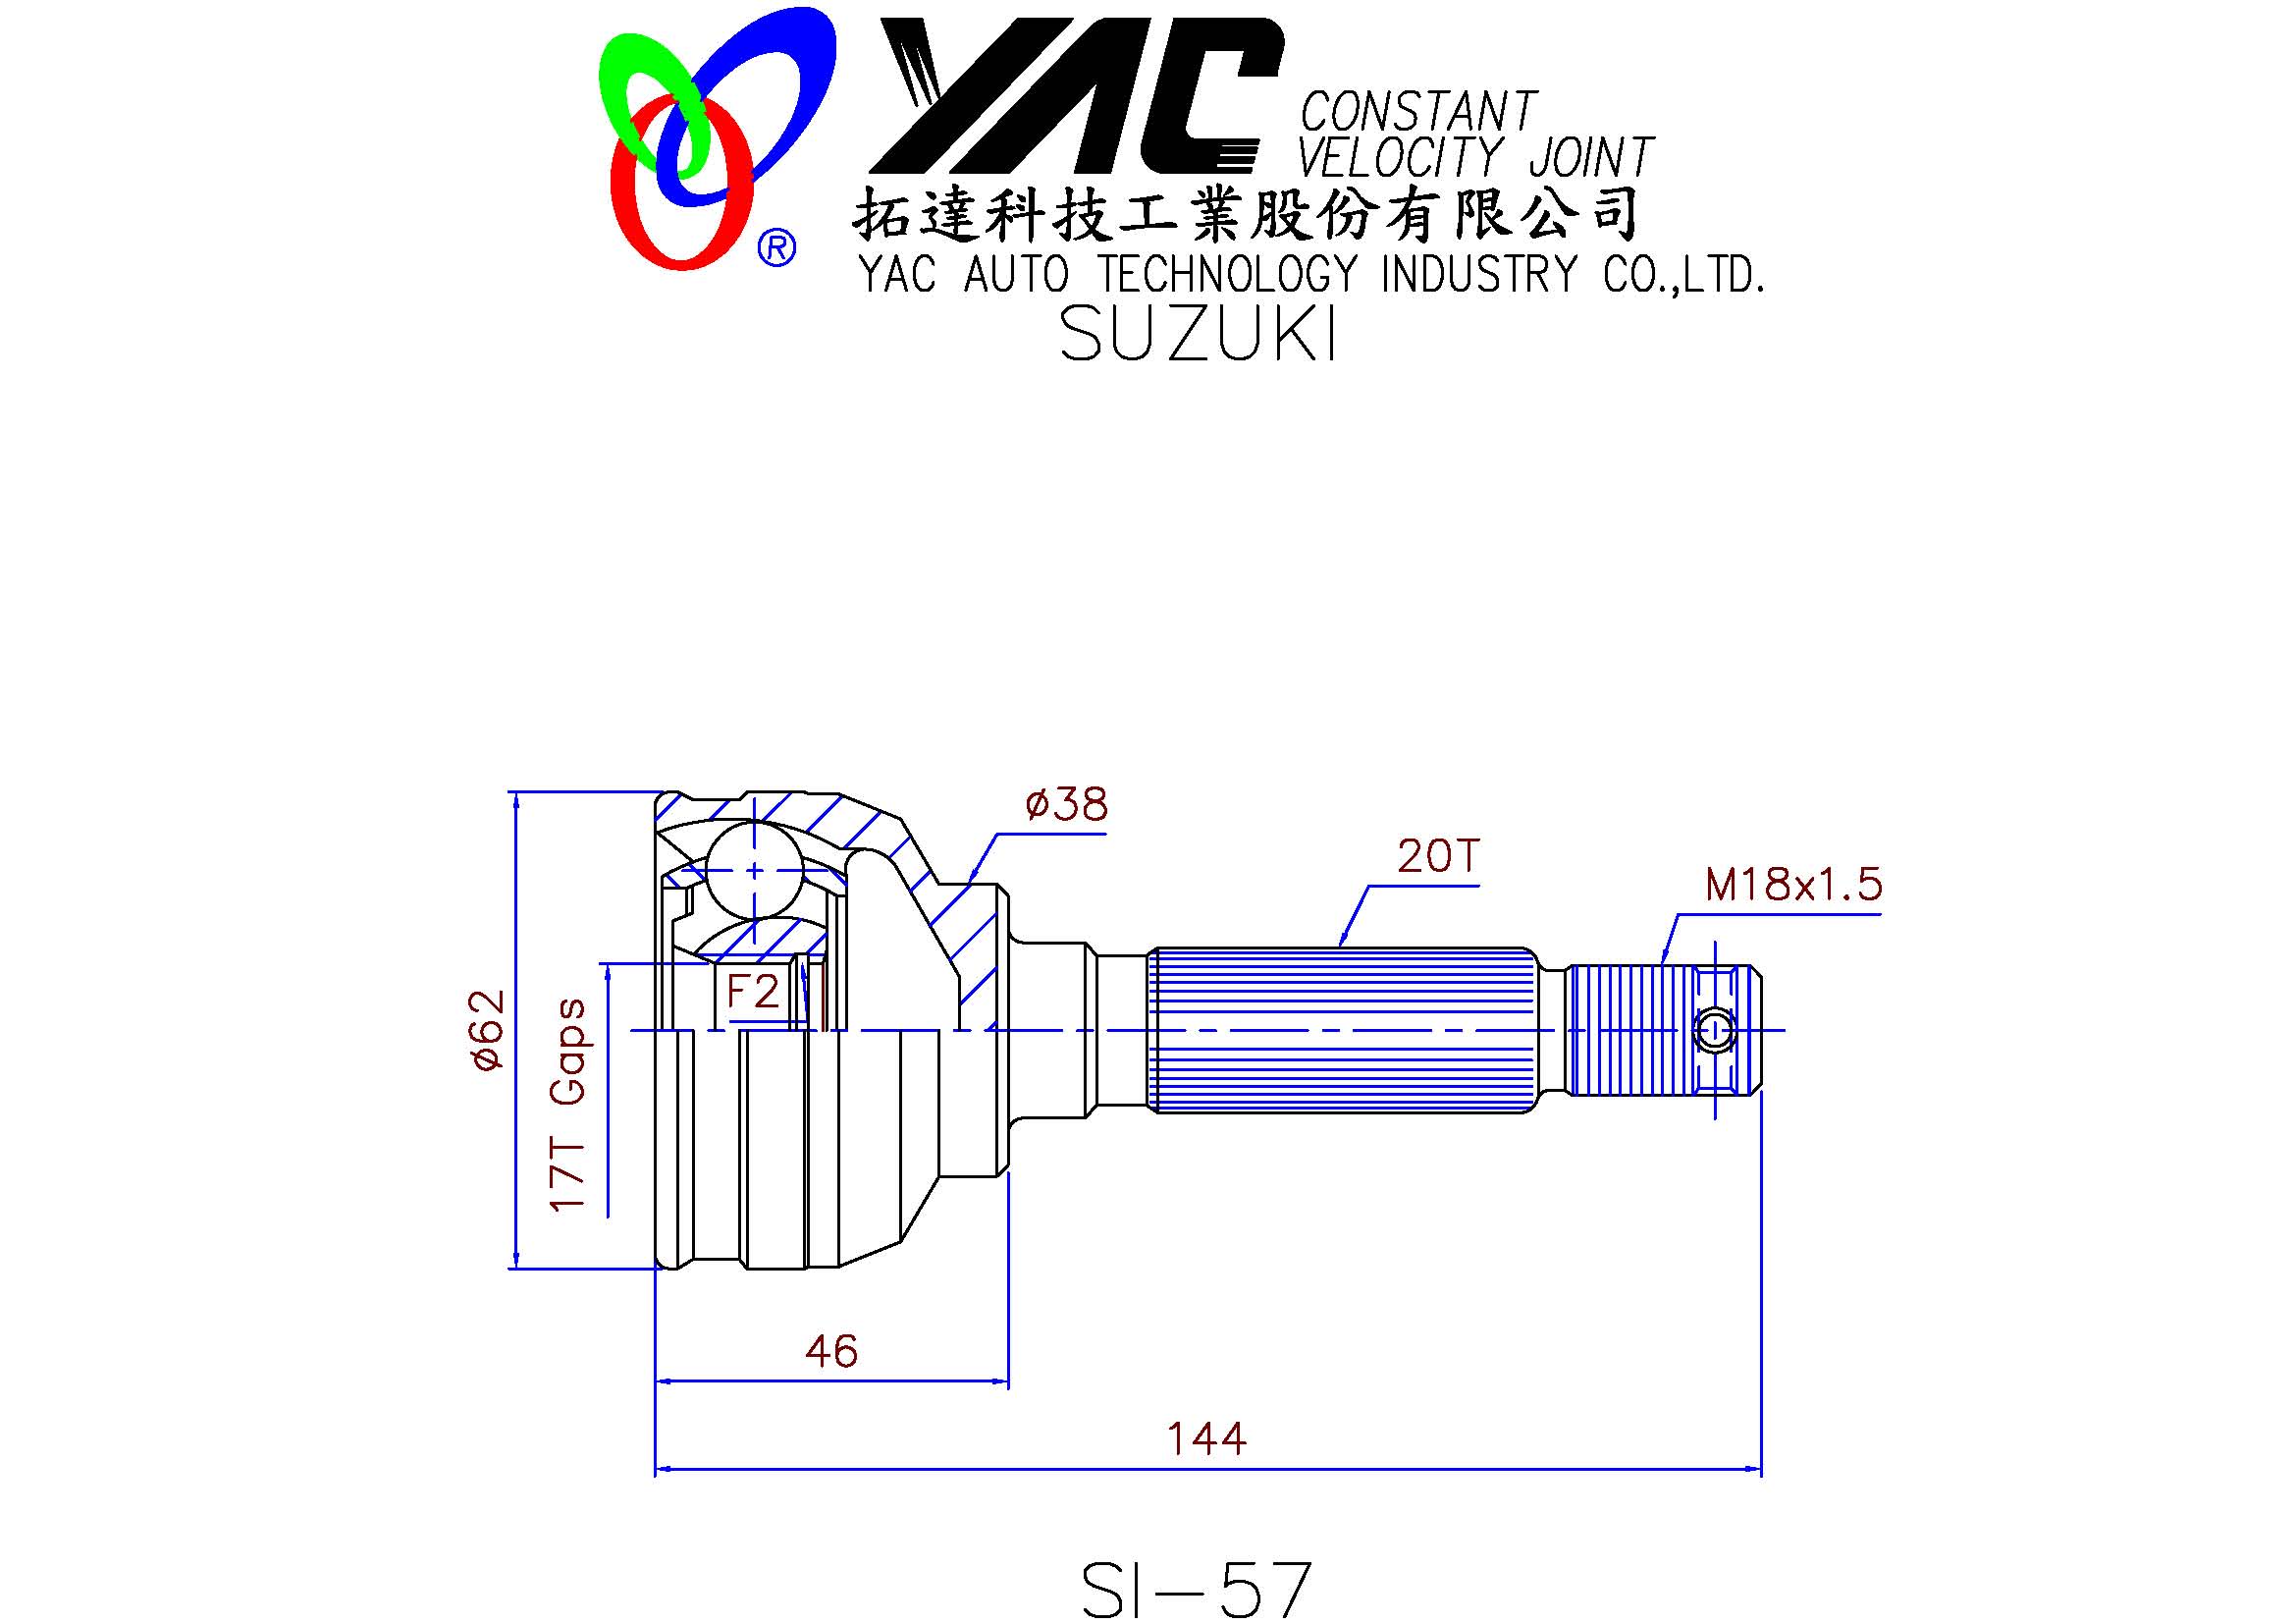 YAC
CONSTANT
VELOCITY JOINT
拓達科技工業股份有限公司
®
YAC AUTO TECHNOLOGY INDUSTRY CO.,LTD.
SUZUKI
ø38
20T
M18x1.5
F2
ø62
17T Gaps
46
144
SI-57